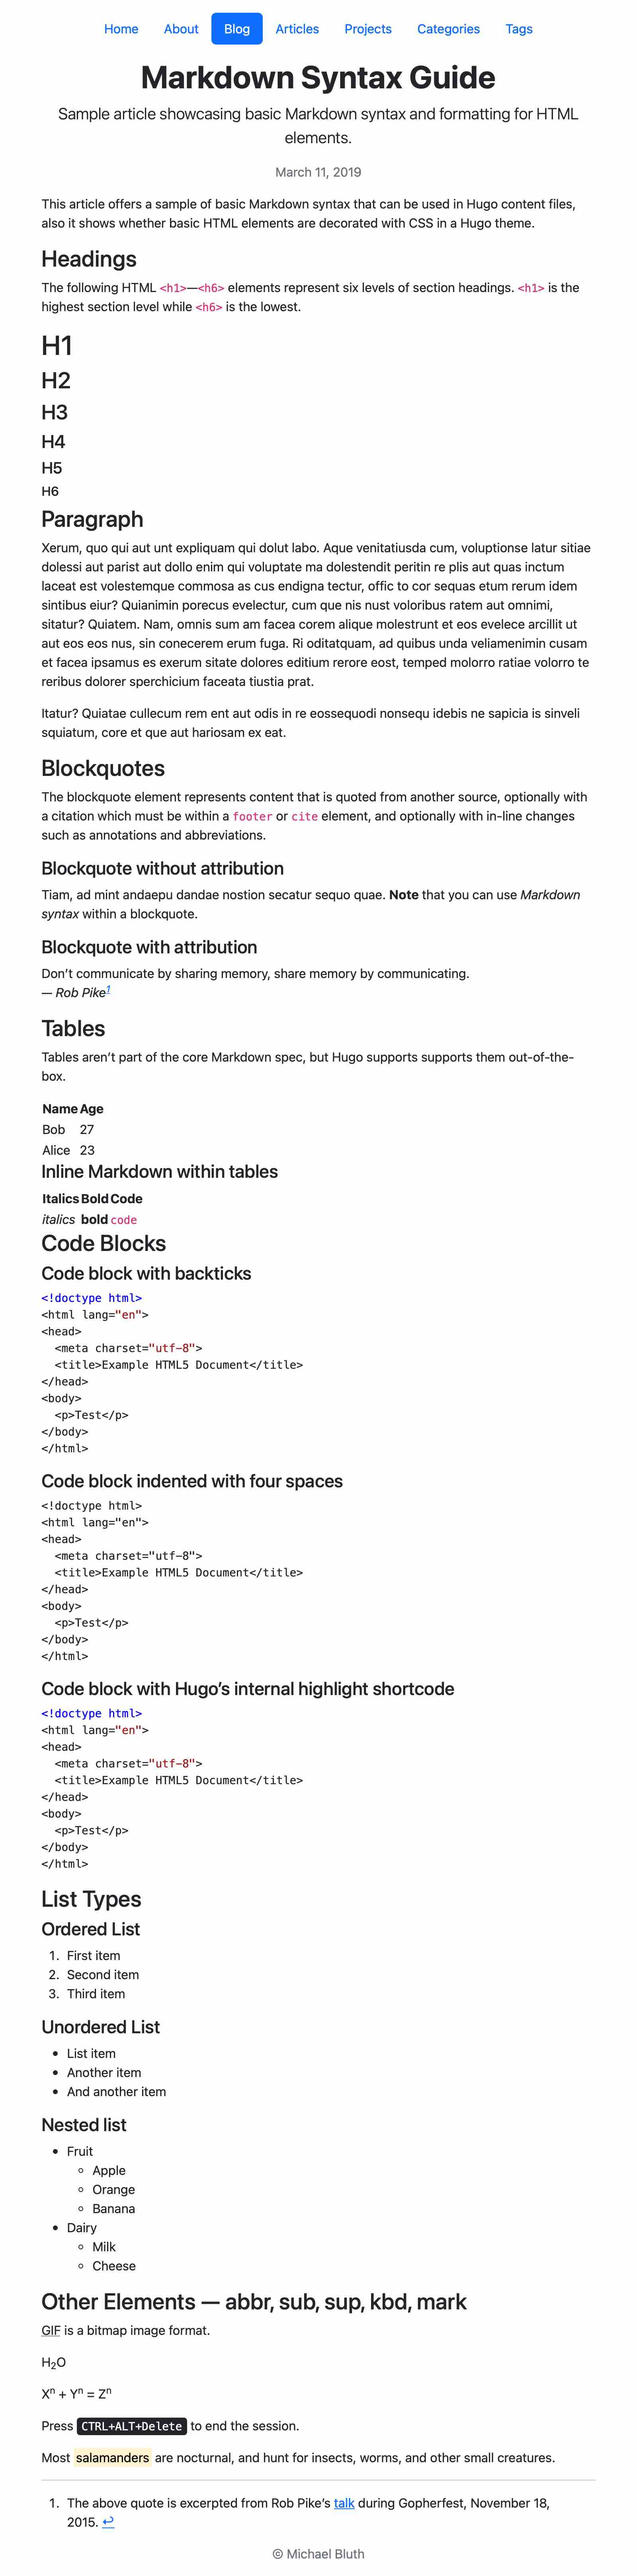 Home About Blog Articles Projects Categories Tags
Markdown Syntax Guide
Sample article showcasing basic Markdown syntax and formatting for HTML
elements.
March 11, 2019
This article offers a sample of basic Markdown syntax that can be used in Hugo content files,
also it shows whether basic HTML elements are decorated with CSS in a Hugo theme.
Headings
The following HTML <h1>—<h6> elements represent six levels of section headings. <h1> is the
highest section level while <h6> is the lowest.
H1
H2
H3
H4
H5
H6
Paragraph
Xerum, quo qui aut unt expliquam qui dolut labo. Aque venitatiusda cum, voluptionse latur sitiae
dolessi aut parist aut dollo enim qui voluptate ma dolestendit peritin re plis aut quas inctum
laceat est volestemque commosa as cus endigna tectur, offic to cor sequas etum rerum idem
sintibus eiur? Quianimin porecus evelectur, cum que nis nust voloribus ratem aut omnimi,
sitatur? Quiatem. Nam, omnis sum am facea corem alique molestrunt et eos evelece arcillit ut
aut eos eos nus, sin conecerem erum fuga. Ri oditatquam, ad quibus unda veliamenimin cusam
et facea ipsamus es exerum sitate dolores editium rerore eost, temped molorro ratiae volorro te
reribus dolorer sperchicium faceata tiustia prat.
Itatur? Quiatae cullecum rem ent aut odis in re eossequodi nonsequ idebis ne sapicia is sinveli
squiatum, core et que aut hariosam ex eat.
Blockquotes
The blockquote element represents content that is quoted from another source, optionally with
a citation which must be within a footer or cite element, and optionally with in-line changes
such as annotations and abbreviations.
Blockquote without attribution
Tiam, ad mint andaepu dandae nostion secatur sequo quae. Note that you can use Markdown
syntax within a blockquote.
Blockquote with attribution
Don’t communicate by sharing memory, share memory by communicating.
— Rob Pike1
Tables
Tables aren’t part of the core Markdown spec, but Hugo supports supports them out-of-the-
box.
Name Age
Bob 27
Alice 23
Inline Markdown within tables
Italics Bold Code
italics bold code
Code Blocks
Code block with backticks
<!doctype html>
<html lang="en">
<head>
  <meta charset="utf-8">
  <title>Example HTML5 Document</title>
</head>
<body>
  <p>Test</p>
</body>
</html>
Code block indented with four spaces
<!doctype html>
<html lang="en">
<head>
  <meta charset="utf-8">
  <title>Example HTML5 Document</title>
</head>
<body>
  <p>Test</p>
</body>
</html>
Code block with Hugo’s internal highlight shortcode
<!doctype html>
<html lang="en">
<head>
  <meta charset="utf-8">
  <title>Example HTML5 Document</title>
</head>
<body>
  <p>Test</p>
</body>
</html>
List Types
Ordered List
1. First item
2. Second item
3. Third item
Unordered List
• List item
• Another item
• And another item
Nested list
• Fruit
◦ Apple
◦ Orange
◦ Banana
• Dairy
◦ Milk
◦ Cheese
Other Elements — abbr, sub, sup, kbd, mark
GIF is a bitmap image format.
H2O
Xn + Yn = Zn
Press CTRL+ALT+Delete to end the session.
Most salamanders are nocturnal, and hunt for insects, worms, and other small creatures.
1. The above quote is excerpted from Rob Pike’s talk during Gopherfest, November 18,
2015. ↩
© Michael Bluth